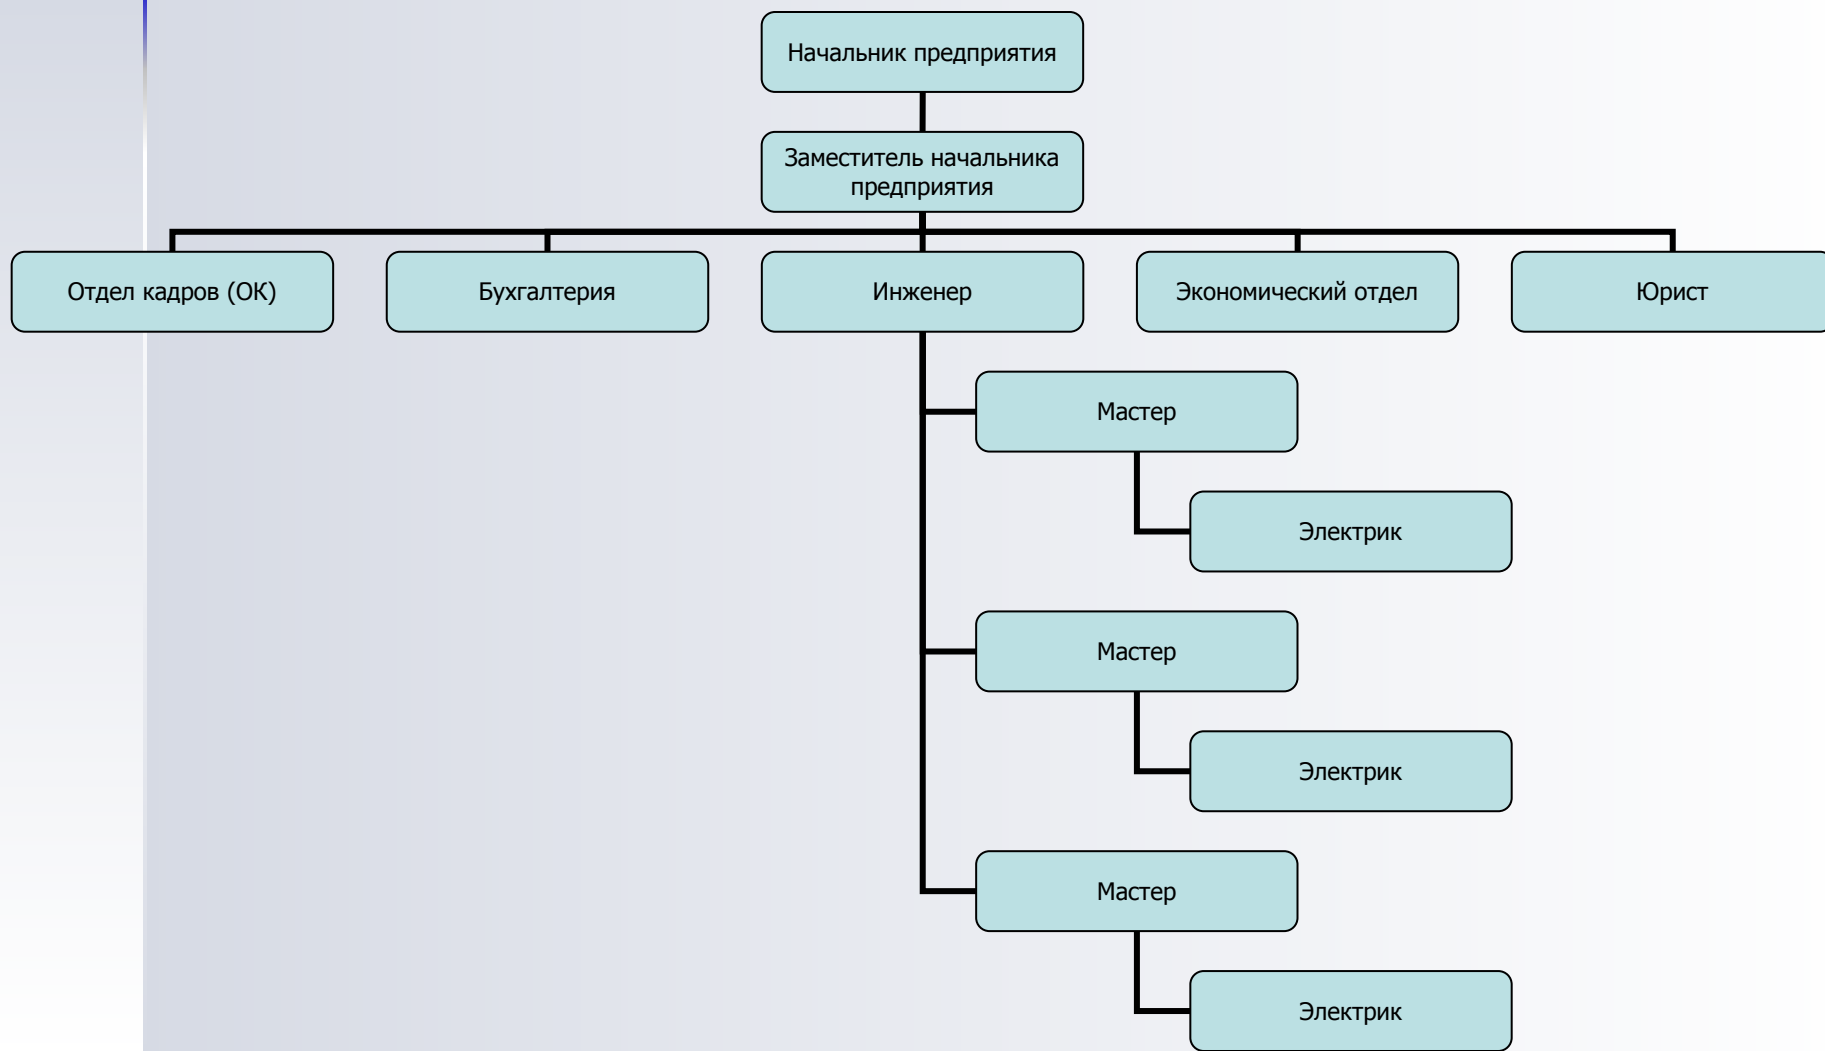 Начальник предприятия
Заместитель начальника
предприятия
Отдел кадров (ОК)
Бухгалтерия
Инженер
Экономический отдел
Юрист
Мастер
Электрик
Мастер
Электрик
Мастер
Электрик